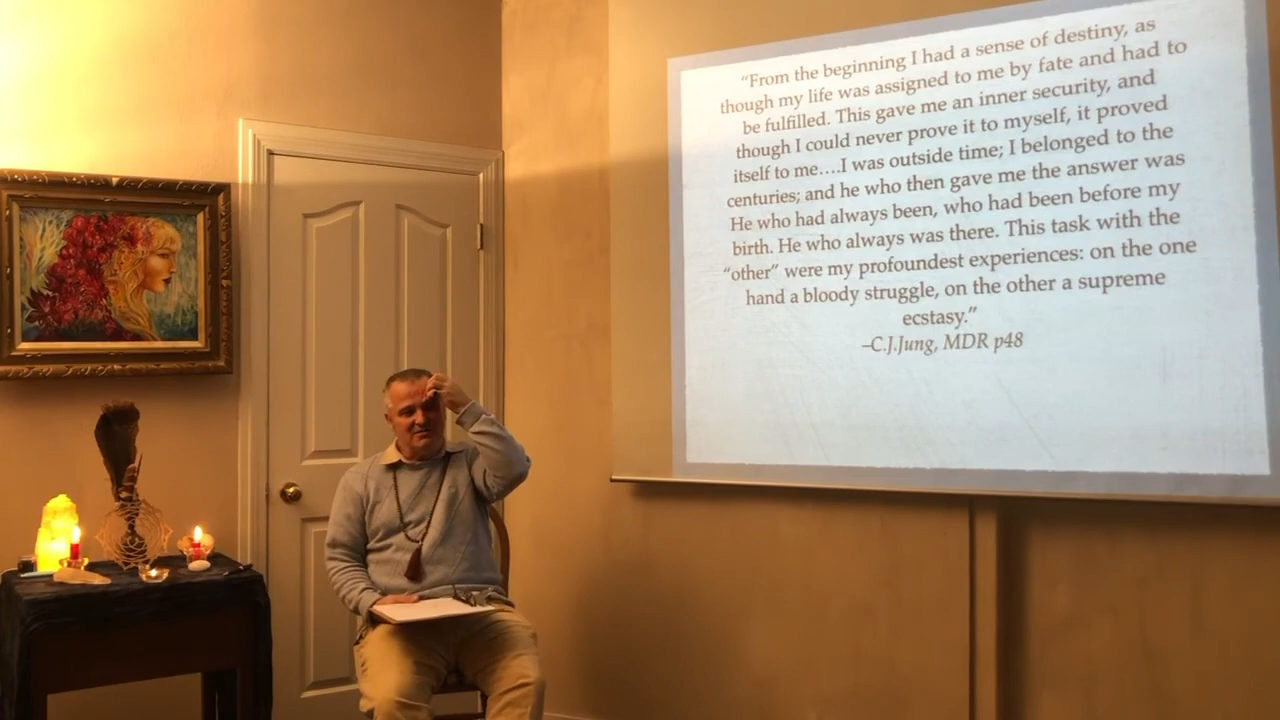 “From the beginning I had a sense of destiny, as
though my life was assigned to me by fate and had to
be fulfilled. This gave me an inner security, and
though I could never prove it to myself, it proved
itself to me....I was outside time; I belonged to the
centuries; and he who then gave me the answer was
He who had always been, who had been before my
birth. He who always was there. This task with the
“other” were my profoundest experiences: on the one
hand a bloody struggle, on the other a supreme
ecstasy.”
–C.J.Jung, MDR p48